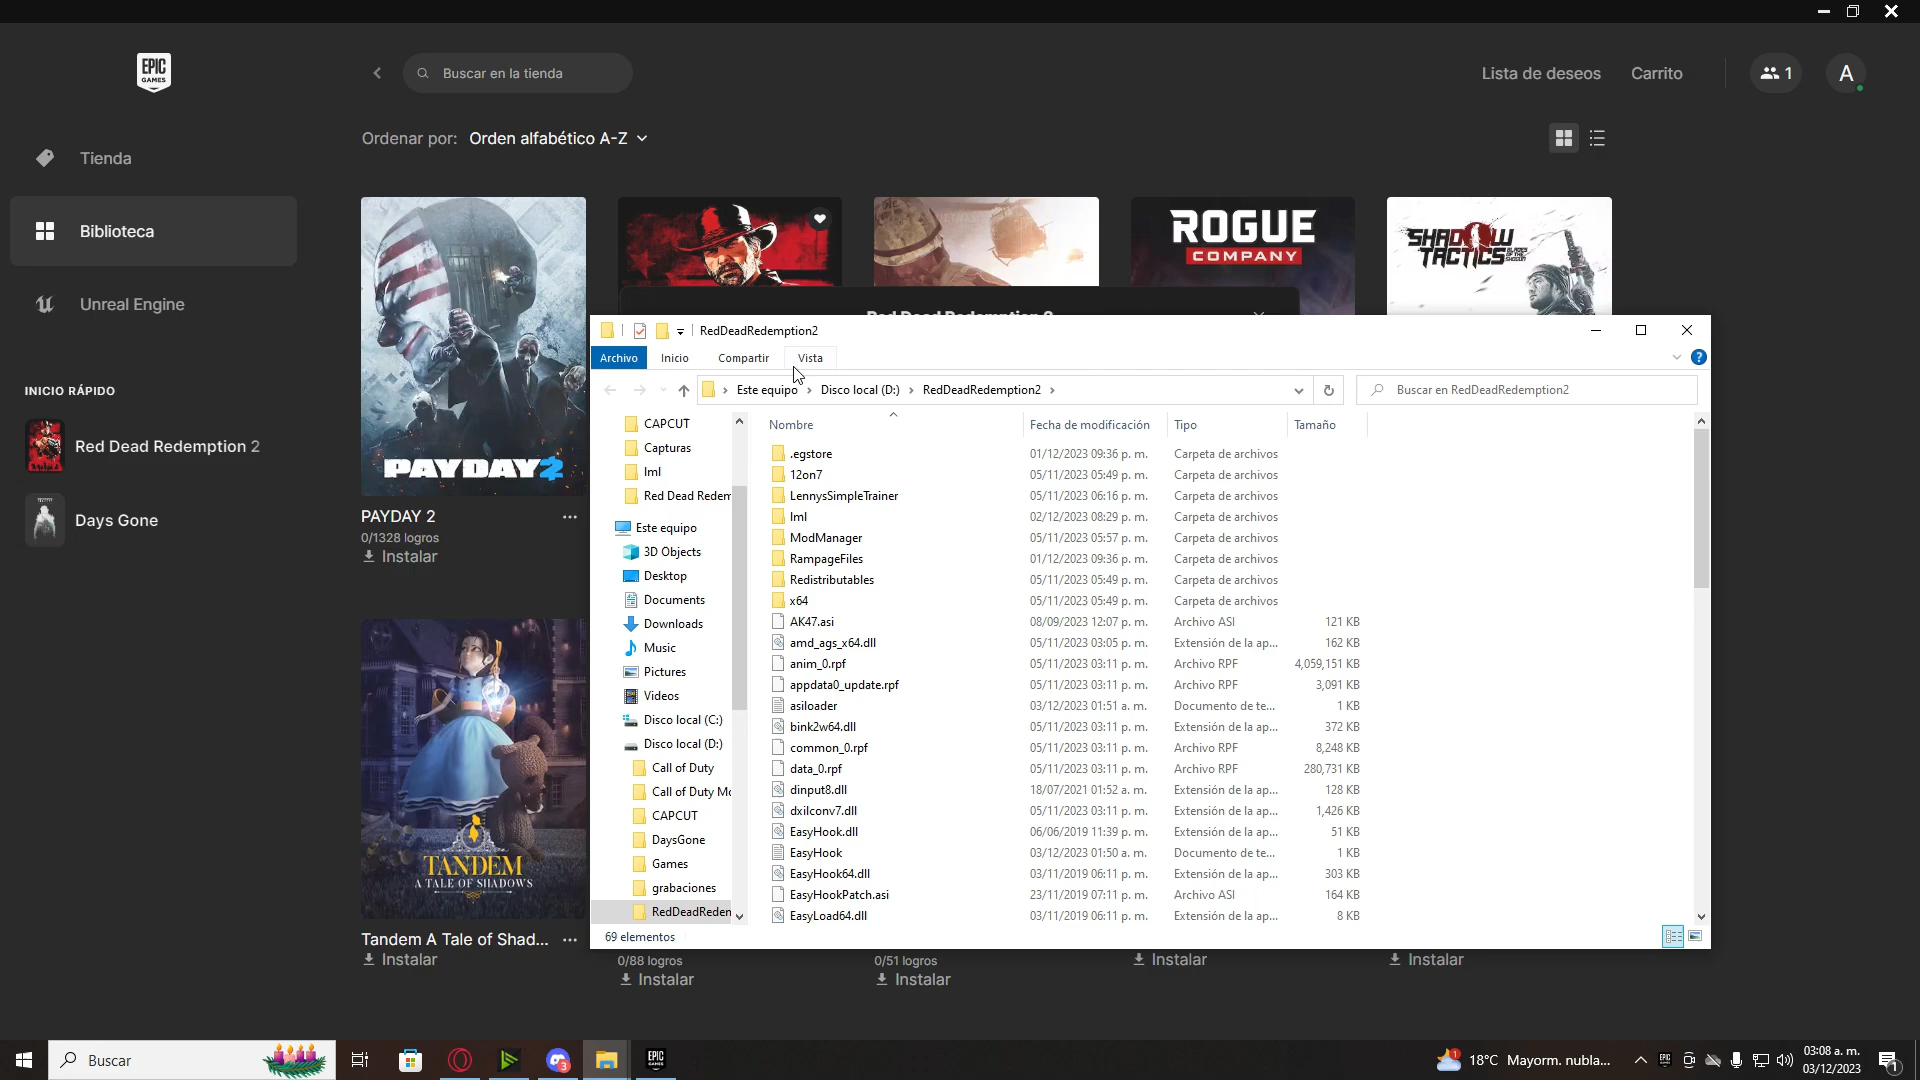 EPIC
GAMES
Buscar en la tienda
Lista de deseos
Carrito
1
A
Ordenar por: Orden alfabético A-Z
Tienda
Biblioteca
Unreal Engine
INICIO RÁPIDO
Red Dead Redemption 2
Days Gone
PAYDAY 2
PAYDAY 2
0/1328 logros
Instalar
ROGUE
COMPANY
SHADOW
TACTICS
BLADES
OF THE
SHOGUN
Red Dead Redemption 2
TANDEM
A TALE OF SHADOWS
Tandem A Tale of Shad...
Instalar
0/88 logros
Instalar
0/51 logros
Instalar
Instalar
Instalar
RedDeadRedemption2
Archivo
Inicio
Compartir
Vista
Este equipo
Disco local (D:)
RedDeadRedemption2
Buscar en RedDeadRedemption2
CAPCUT
Capturas
lml
Red Dead Redem
Este equipo
3D Objects
Desktop
Documents
Downloads
Music
Pictures
Videos
Disco local (C:)
Disco local (D:)
Call of Duty
Call of Duty Mo
CAPCUT
DaysGone
Games
grabaciones
RedDeadReden
Nombre Fecha de modificación Tipo Tamaño
.egstore 01/12/2023 09:36 p. m. Carpeta de archivos
12on7 05/11/2023 05:49 p. m. Carpeta de archivos
LennysSimpleTrainer 05/11/2023 06:16 p. m. Carpeta de archivos
lml 02/12/2023 08:29 p. m. Carpeta de archivos
ModManager 05/11/2023 05:57 p. m. Carpeta de archivos
RampageFiles 01/12/2023 09:36 p. m. Carpeta de archivos
Redistributables 05/11/2023 05:49 p. m. Carpeta de archivos
x64 05/11/2023 05:49 p. m. Carpeta de archivos
AK47.asi 08/09/2023 12:07 p. m. Archivo ASI 121 KB
amd_ags_x64.dll 05/11/2023 03:05 p. m. Extensión de la ap... 162 KB
anim_0.rpf 05/11/2023 03:11 p. m. Archivo RPF 4,059,151 KB
appdata0_update.rpf 05/11/2023 03:11 p. m. Archivo RPF 3,091 KB
asiloader 03/12/2023 01:51 a. m. Documento de te... 1 KB
bink2w64.dll 05/11/2023 03:11 p. m. Extensión de la ap... 372 KB
common_0.rpf 05/11/2023 03:11 p. m. Archivo RPF 8,248 KB
data_0.rpf 05/11/2023 03:11 p. m. Archivo RPF 280,731 KB
dinput8.dll 18/07/2021 01:52 a. m. Extensión de la ap... 128 KB
dxilconv7.dll 05/11/2023 03:11 p. m. Extensión de la ap... 1,426 KB
EasyHook.dll 06/06/2019 11:39 p. m. Extensión de la ap... 51 KB
EasyHook 03/12/2023 01:50 a. m. Documento de te... 1 KB
EasyHook64.dll 03/11/2019 06:11 p. m. Extensión de la ap... 303 KB
EasyHookPatch.asi 23/11/2019 07:11 p. m. Archivo ASI 164 KB
EasyLoad64.dll 03/11/2019 06:11 p. m. Extensión de la ap... 8 KB
69 elementos
Buscar
3
EPIC
GAMES
1
18°C Mayorm. nubla...
03:08 a. m.
03/12/2023
1